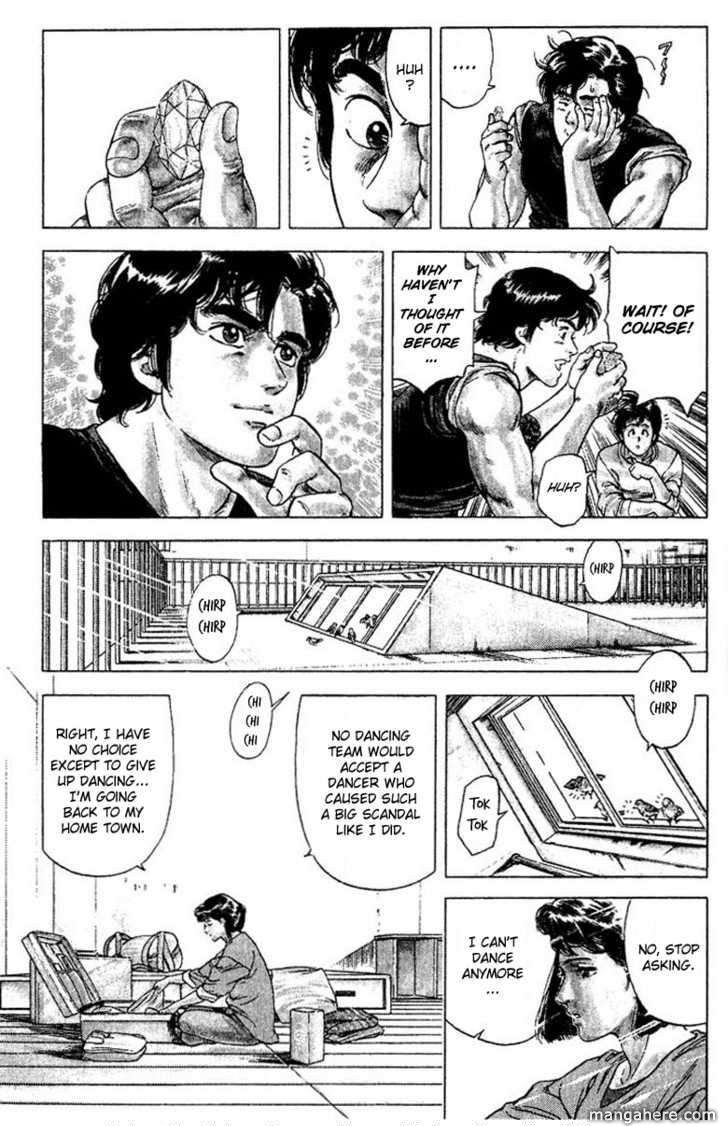 ....
フー
HUH
?
WAIT! OF
COURSE!
WHY
HAVEN'T
I
THOUGHT
OF IT
BEFORE
...
HUH?
CHIRP
CHIRP
CHIRP
CHIRP
CHIRP
TOK
TOK
NO DANCING
TEAM WOULD
ACCEPT A
DANCER WHO
CAUSED SUCH
A BIG SCANDAL
LIKE I DID.
CHI
CHI
CHI
RIGHT, I HAVE
NO CHOICE
EXCEPT TO GIVE
UP DANCING...
I'M GOING
BACK TO MY
HOME TOWN.
NO, STOP
ASKING.
I CAN'T
DANCE
ANYMORE
...
mangahere.com